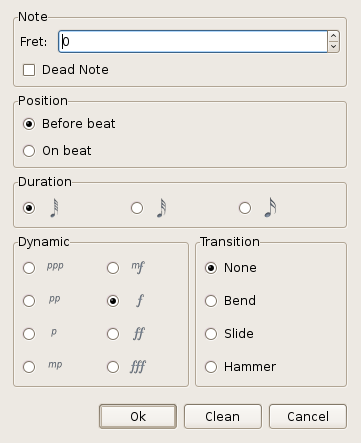 Note
Fret: 0
Dead Note
Position
Before beat
On beat
Duration
Dynamic
ppp mf
pp f
p ff
mp fff
Transition
None
Bend
Slide
Hammer
Ok Clean Cancel